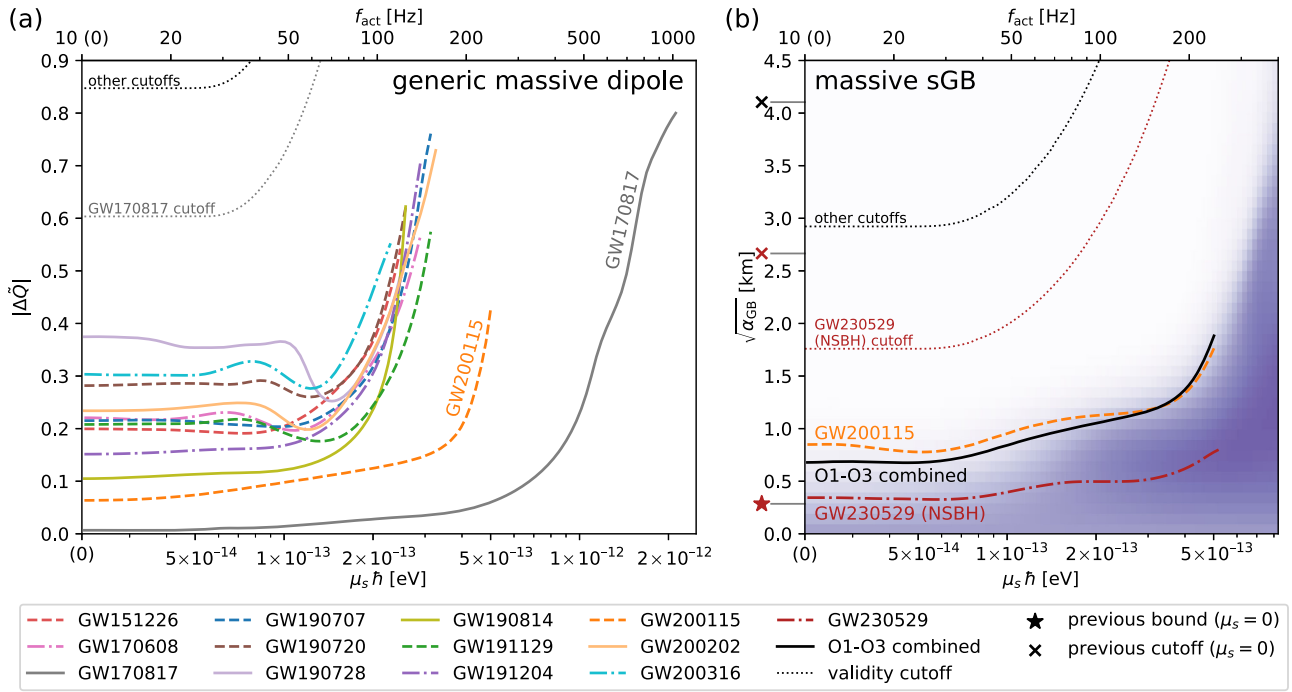 (a)
f_act [Hz]
10 (0) 20 50 100 200 500 1000
generic massive dipole
other cutoffs
GW170817 cutoff
GW170817
GW200115
|ΔQ̃|
0.9
0.8
0.7
0.6
0.5
0.4
0.3
0.2
0.1
0.0
(0) 5×10⁻¹⁴ 1×10⁻¹³ 2×10⁻¹³ 5×10⁻¹³ 1×10⁻¹² 2×10⁻¹²
μ_s ħ [eV]
(b)
f_act [Hz]
10 (0) 20 50 100 200
massive sGB
other cutoffs
GW230529
(NSBH) cutoff
GW200115
O1-O3 combined
GW230529 (NSBH)
√α_GB [km]
4.5
4.0
3.5
3.0
2.5
2.0
1.5
1.0
0.5
0.0
(0) 5×10⁻¹⁴ 1×10⁻¹³ 2×10⁻¹³ 5×10⁻¹³
μ_s ħ [eV]
GW151226 GW190707 GW190814 GW200115 GW230529 previous bound (μ_s = 0)
GW170608 GW190720 GW191129 GW200202 O1-O3 combined previous cutoff (μ_s = 0)
GW170817 GW190728 GW191204 GW200316 validity cutoff